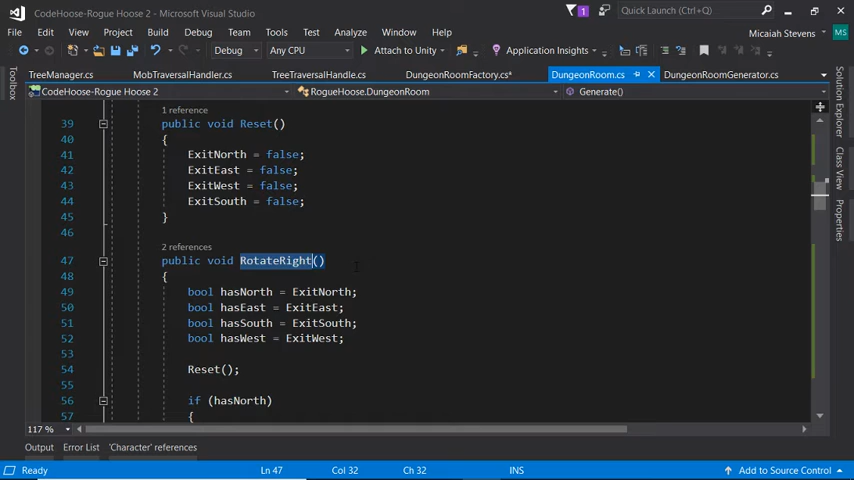 CodeHoose-Rogue Hoose 2 - Microsoft Visual Studio
1
Quick Launch (Ctrl+Q)
File Edit View Project Build Debug Team Tools Test Analyze Window Help
Micaiah Stevens
MS
Debug Any CPU Attach to Unity Application Insights
TreeManager.cs MobTraversalHandler.cs TreeTraversalHandle.cs DungeonRoomFactory.cs* DungeonRoom.cs DungeonRoomGenerator.cs
CodeHoose-Rogue Hoose 2 RogueHoose.DungeonRoom Generate()
Toolbox
Solution Explorer
Class View
Properties
1 reference
39 public void Reset()
40 {
41 ExitNorth = false;
42 ExitEast = false;
43 ExitWest = false;
44 ExitSouth = false;
45 }
46
2 references
47 public void RotateRight()
48 {
49 bool hasNorth = ExitNorth;
50 bool hasEast = ExitEast;
51 bool hasSouth = ExitSouth;
52 bool hasWest = ExitWest;
54 Reset();
55
56 if (hasNorth)
57 {
117 %
Output Error List 'Character' references
Ready Ln 47 Col 32 Ch 32 INS Add to Source Control